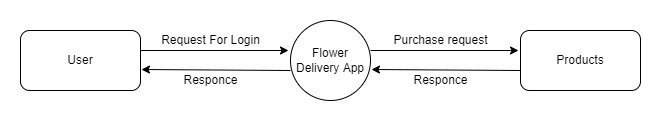 User
Request For Login
Responce
Flower
Delivery App
Purchase request
Responce
Products